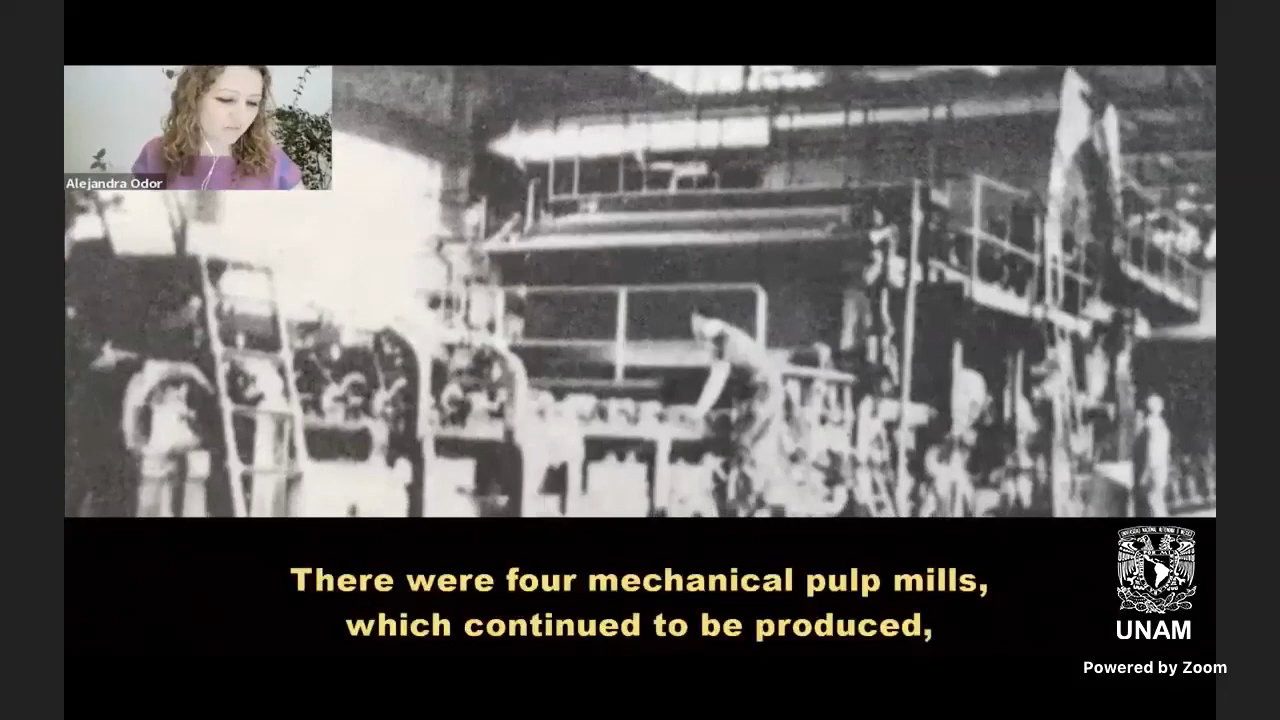 Alejandra Odor
There were four mechanical pulp mills,
which continued to be produced,
UNAM
Powered by Zoom